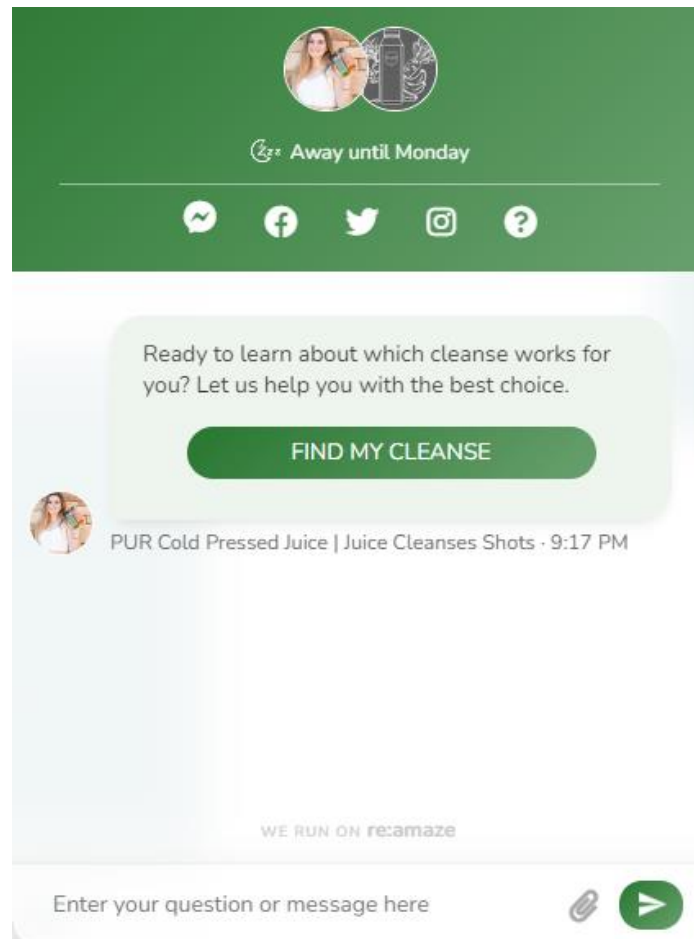 zzz Away until Monday
Ready to learn about which cleanse works for
you? Let us help you with the best choice.
FIND MY CLEANSE
PUR Cold Pressed Juice | Juice Cleanses Shots · 9:17 PM
WE RUN ON re:amaze
Enter your question or message here